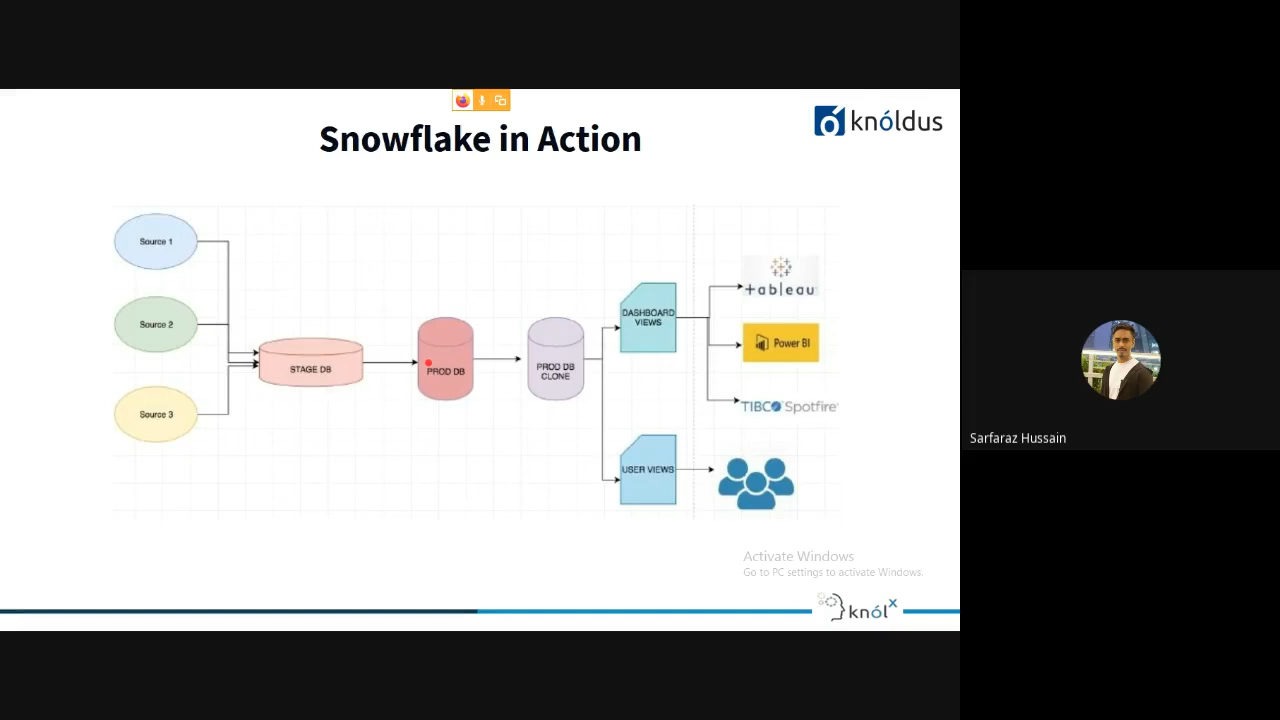 Snowflake in Action
knóldus
Source 1
Source 2
Source 3
STAGE DB
PROD DB
PROD DB
CLONE
DASHBOARD
VIEWS
USER VIEWS
+ableau
Power BI
TIBCO Spotfire
Activate Windows
Go to PC settings to activate Windows.
knólx
Sarfaraz Hussain